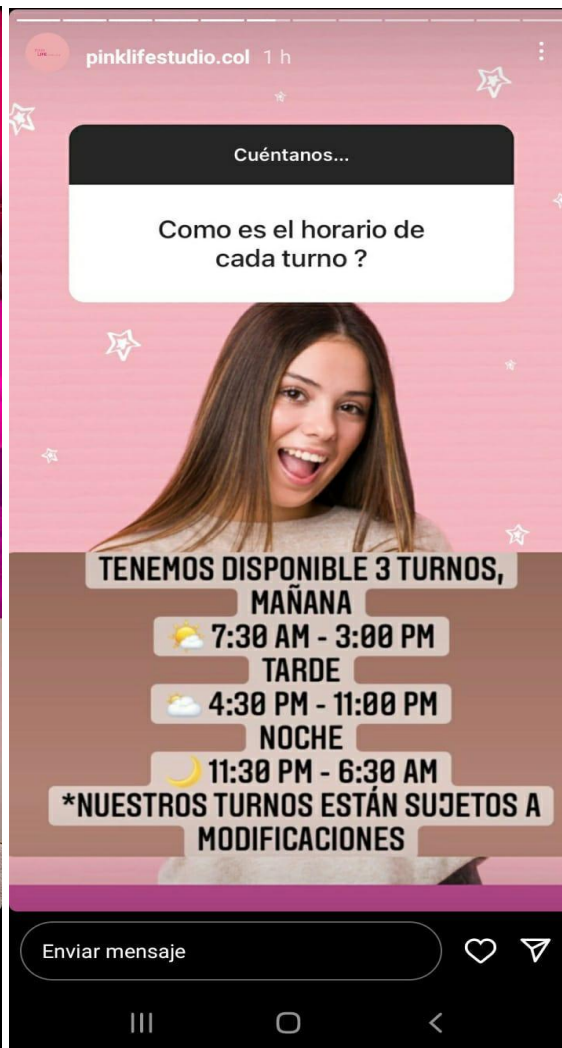 pinklifestudio.col 1 h
Cuéntanos...
Como es el horario de
cada turno ?
TENEMOS DISPONIBLE 3 TURNOS,
MAÑANA
7:30 AM - 3:00 PM
TARDE
4:30 PM - 11:00 PM
NOCHE
11:30 PM - 6:30 AM
*NUESTROS TURNOS ESTÁN SUJETOS A
MODIFICACIONES
Enviar mensaje